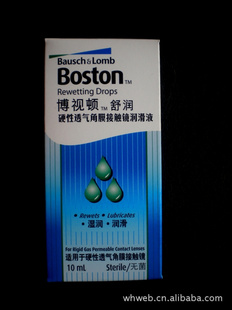 Bausch & Lomb
Boston™
Rewetting Drops
博视顿™ 舒润
硬性透气角膜接触镜润滑液
• Rewets • Lubricates
• 湿润 • 润滑
For Rigid Gas Permeable Contact Lenses
适用于硬性透气角膜接触镜
10 mL Sterile/无菌
whweb.cn.alibaba.com